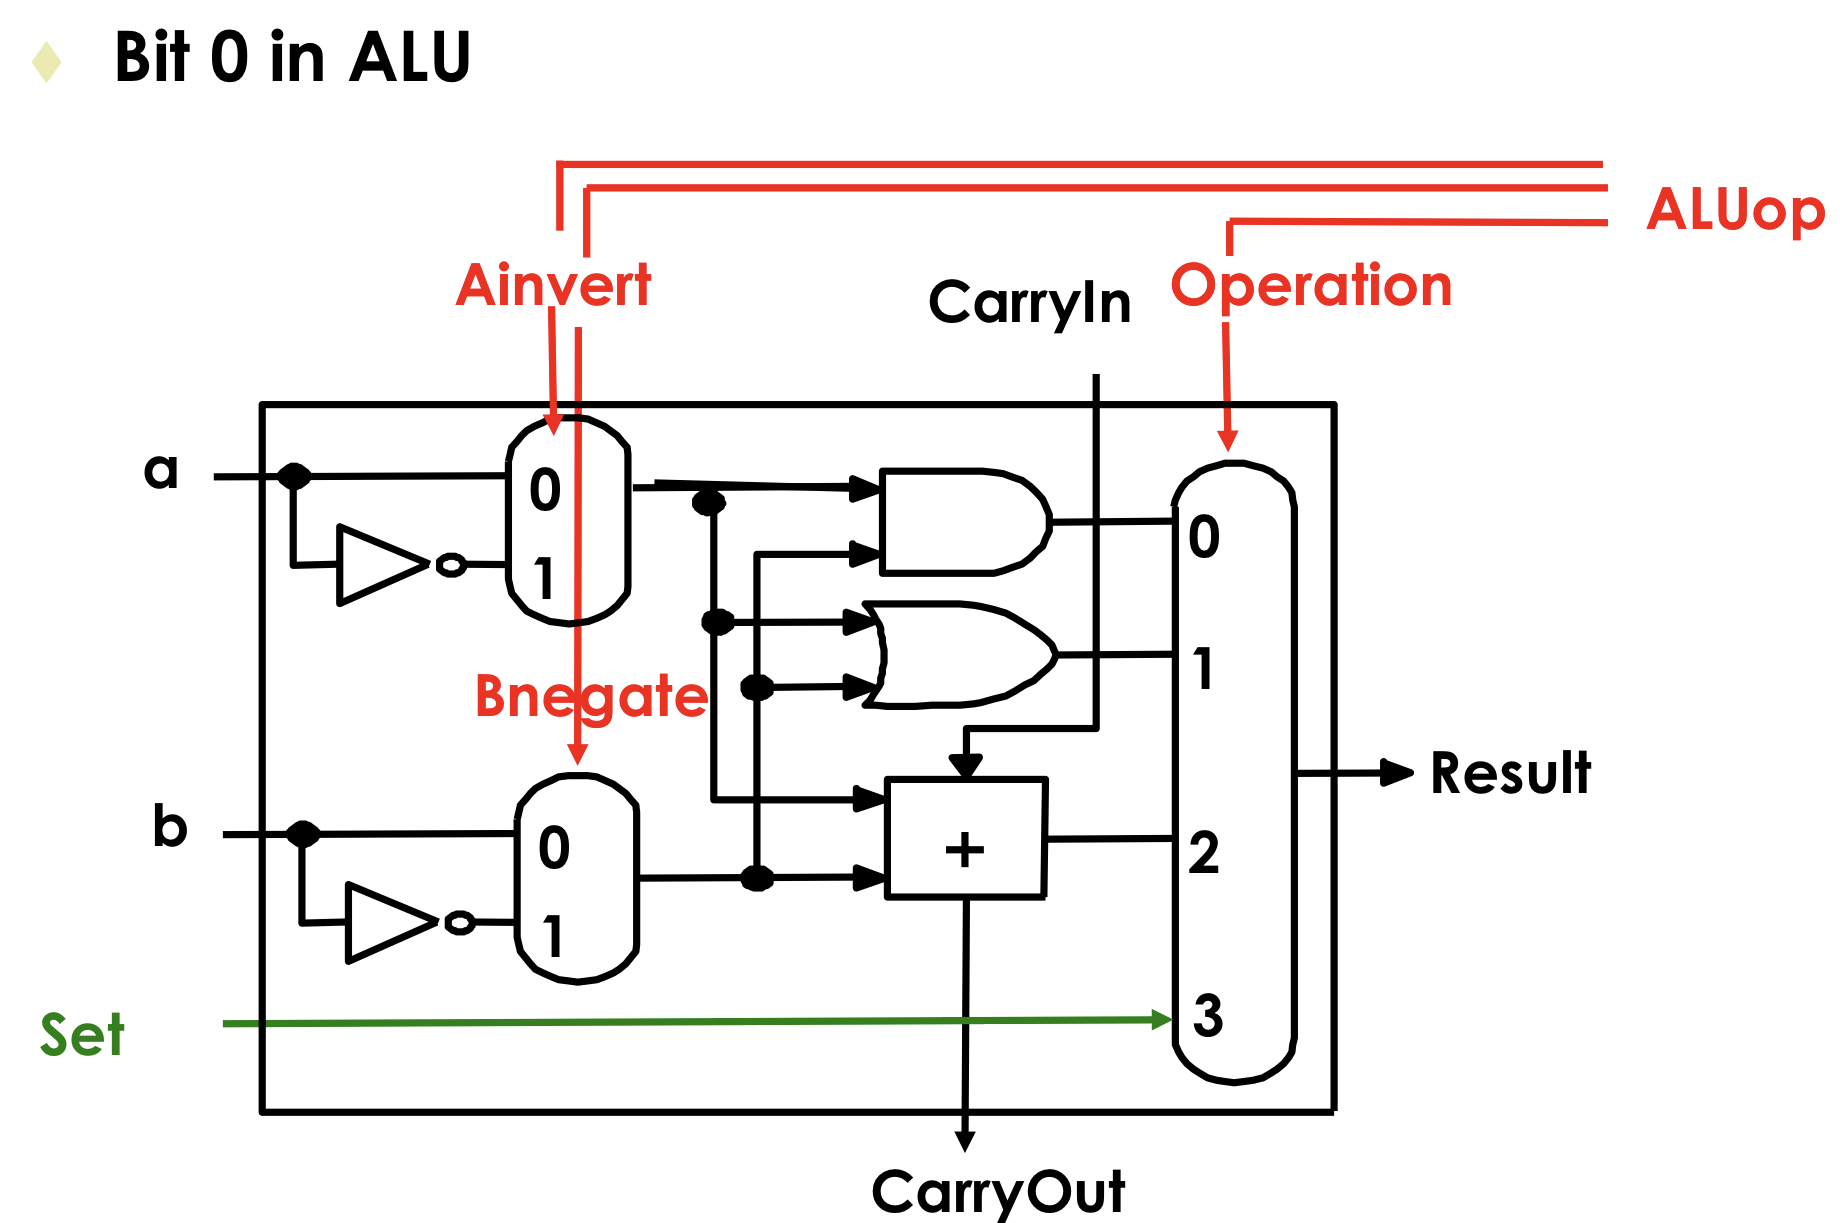 Bit 0 in ALU
ALUop
Ainvert
CarryIn
Operation
a
0
1
0
1
Bnegate
b
0
1
+
2
Result
Set
3
CarryOut